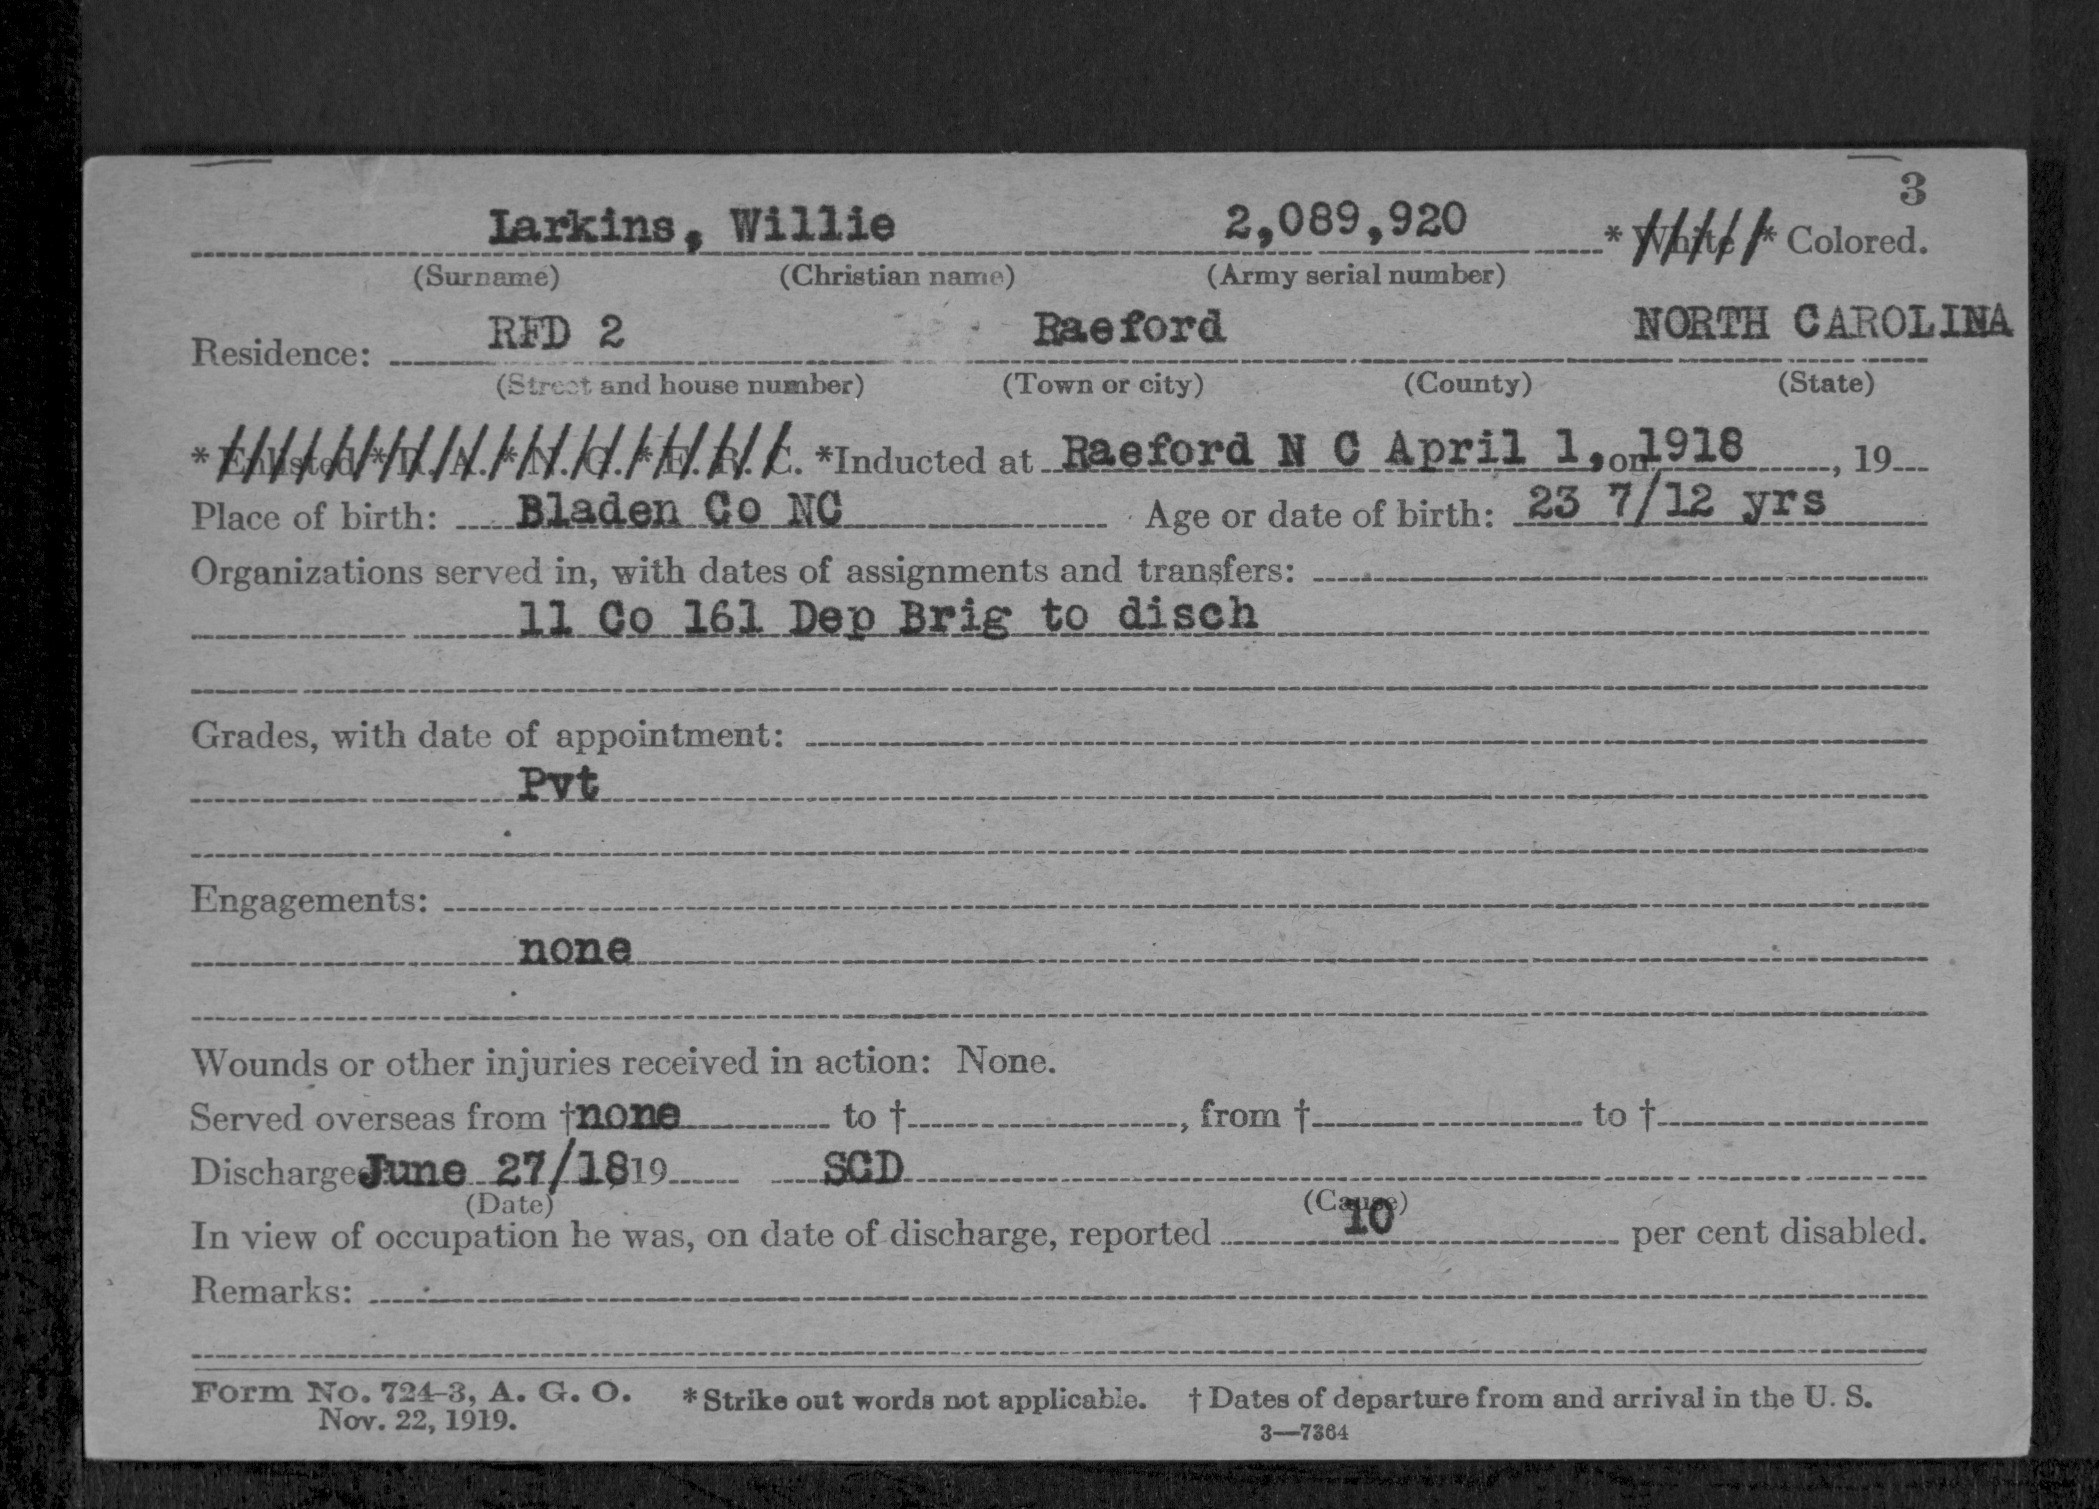 3
Larkins, Willie 2,089,920 * White * Colored.
(Surname) (Christian name) (Army serial number)
Residence: RFD 2 Raeford NORTH CAROLINA
(Street and house number) (Town or city) (County) (State)
* Enlisted * R. A. * N. G. * E. R. C. *Inducted at Raeford N C April 1, on 1918, 19
Place of birth: Bladen Co NC Age or date of birth: 23 7/12 yrs
Organizations served in, with dates of assignments and transfers:
11 Co 161 Dep Brig to disch
Grades, with date of appointment:
Pvt
Engagements:
none
Wounds or other injuries received in action: None.
Served overseas from †none to †, from † to †
Discharged June 27/18, 19 SCD
(Date) (Cause)
In view of occupation he was, on date of discharge, reported 10 per cent disabled.
Remarks:
Form No. 724-3, A. G. O. *Strike out words not applicable. † Dates of departure from and arrival in the U. S.
Nov. 22, 1919. 3—7364